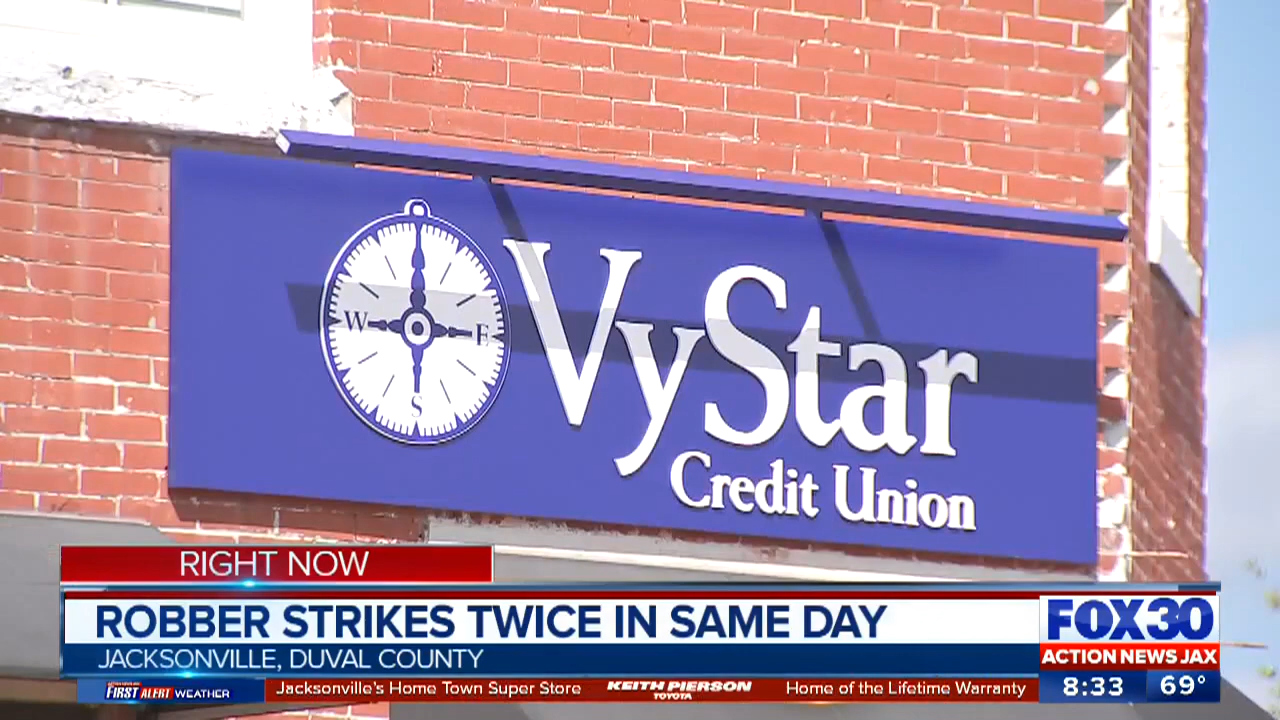 W E
S
VyStar
Credit Union
RIGHT NOW
ROBBER STRIKES TWICE IN SAME DAY
JACKSONVILLE, DUVAL COUNTY
FOX30
ACTION NEWS JAX
FIRST ALERT WEATHER
Jacksonville's Home Town Super Store
KEITH PIERSON
TOYOTA
Home of the Lifetime Warranty
8:33 69°